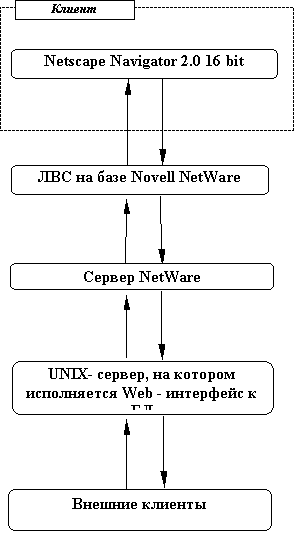 Клиент
Netscape Navigator 2.0 16 bit
ЛВС на базе Novell NetWare
Сервер NetWare
UNIX- сервер, на котором
исполняется Web - интерфейс к
Внешние клиенты